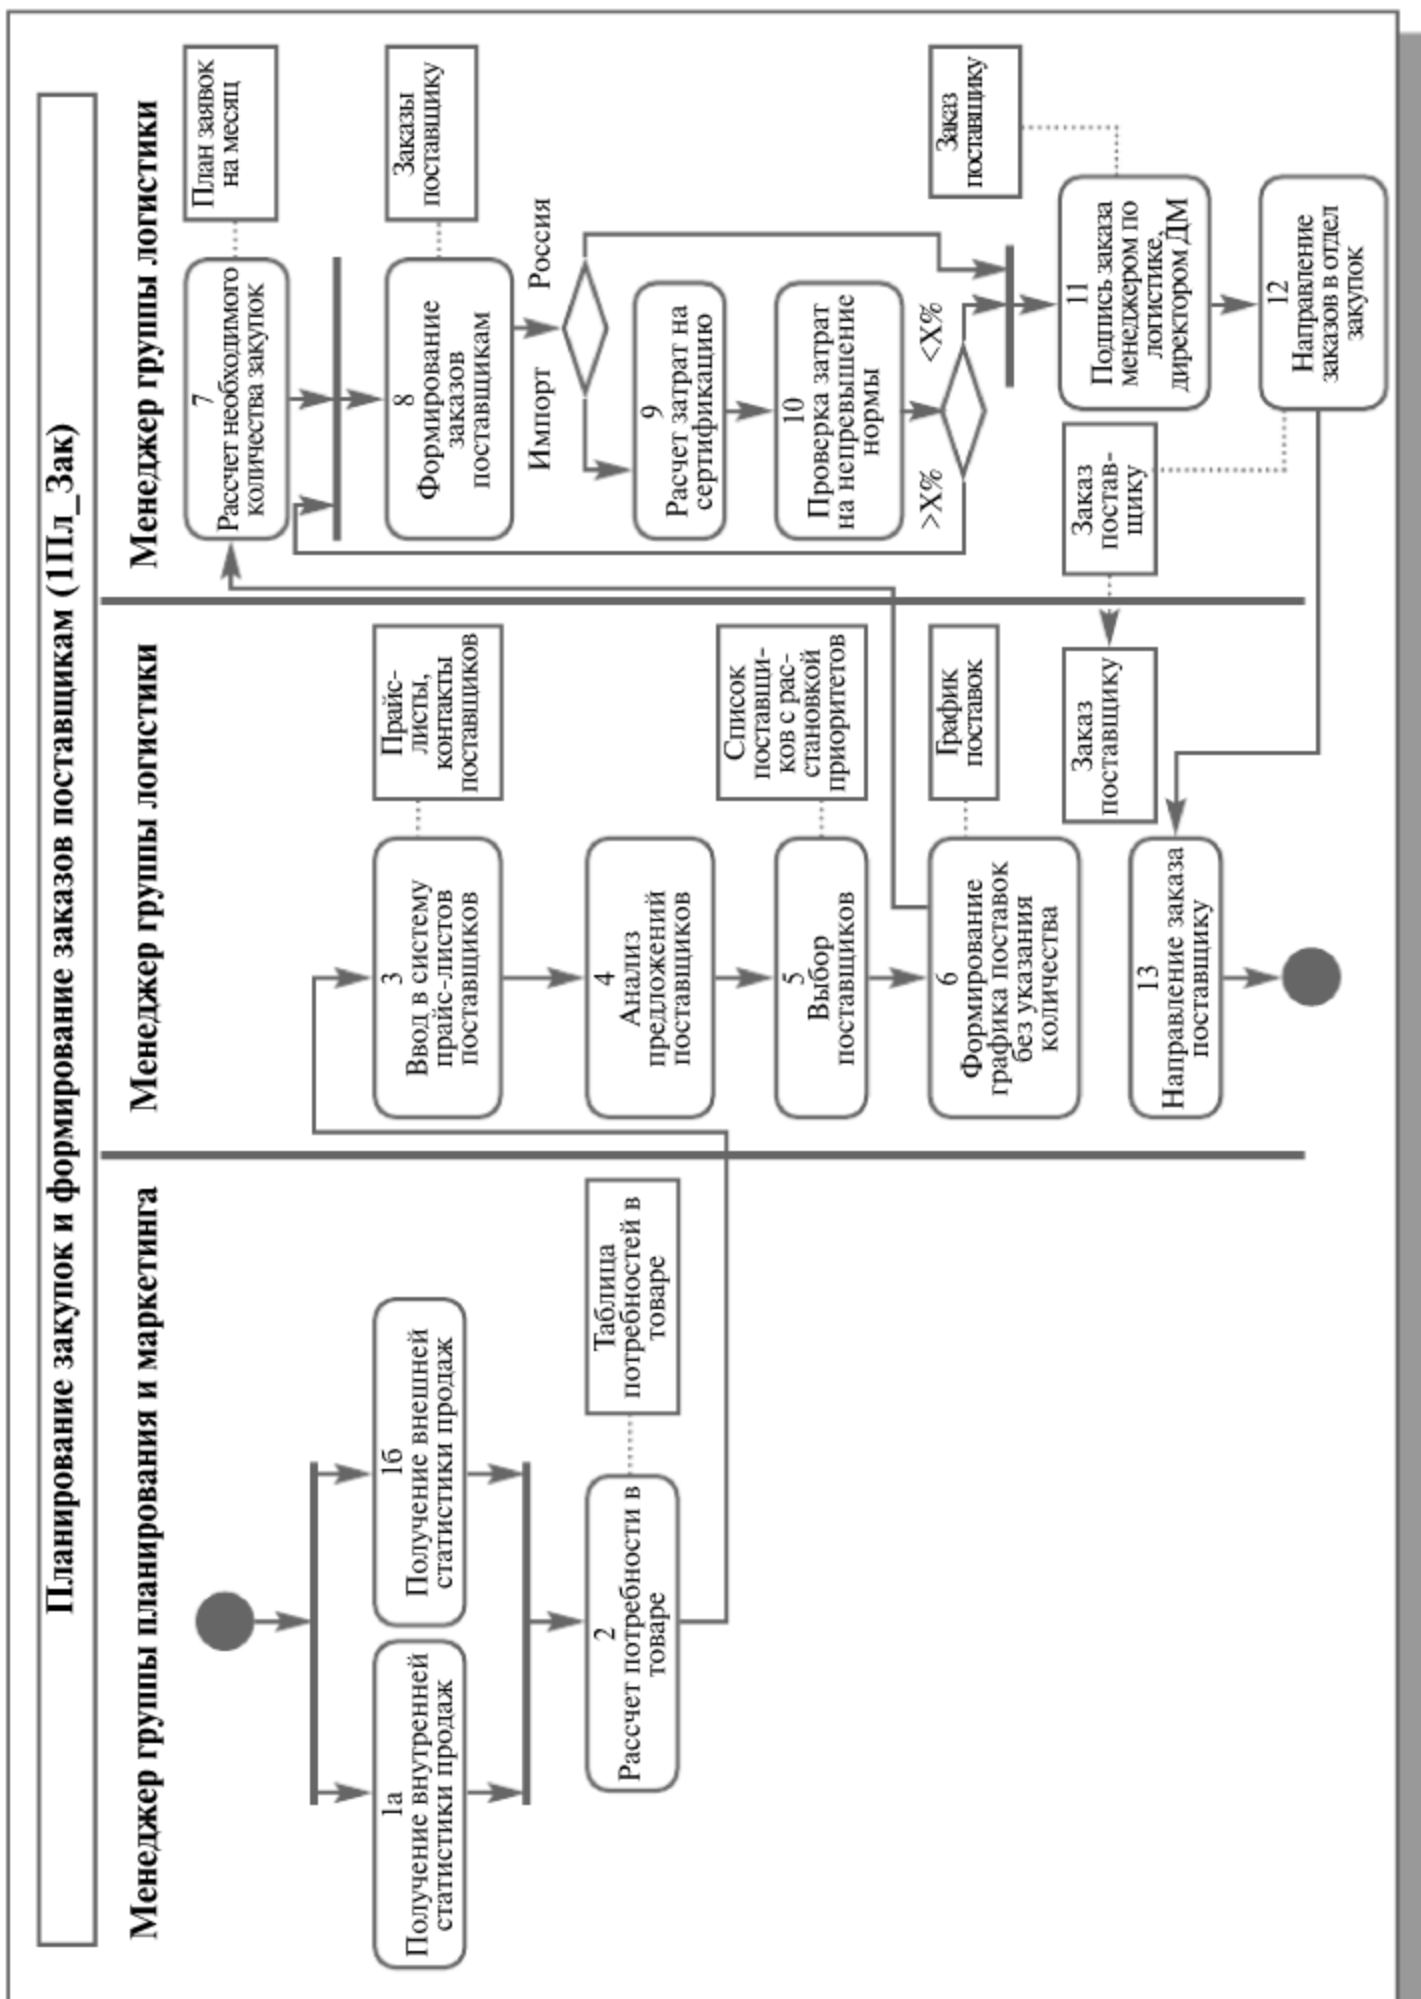 Планирование закупок и формирование заказов поставщикам (1Пл_Зак)
Менеджер группы планирования и маркетинга
1а
Получение внутренней
статистики продаж
1б
Получение внешней
статистики продаж
2
Рассчет потребности в
товаре
Таблица
потребностей в
товаре
Менеджер группы логистики
3
Ввод в систему
прайс-листов
поставщиков
Прайс-
листы,
контакты
поставщиков
4
Анализ
предложений
поставщиков
5
Выбор
поставщиков
Список
поставщи-
ков с рас-
становкой
приоритетов
6
Формирование
графика поставок
без указания
количества
График
поставок
Заказ
поставщику
13
Направление заказа
поставщику
Менеджер группы логистики
7
Рассчет необходимого
количества закупок
План заявок
на месяц
8
Формирование
заказов
поставщикам
Заказы
поставщику
Импорт
Россия
9
Расчет затрат на
сертификацию
10
Проверка затрат
на непревышение
нормы
>X%
<X%
Заказ
поставщику
11
Подпись заказа
менеджером по
логистике,
директором ДМ
Заказ
постав-
щику
12
Направление
заказов в отдел
закупок